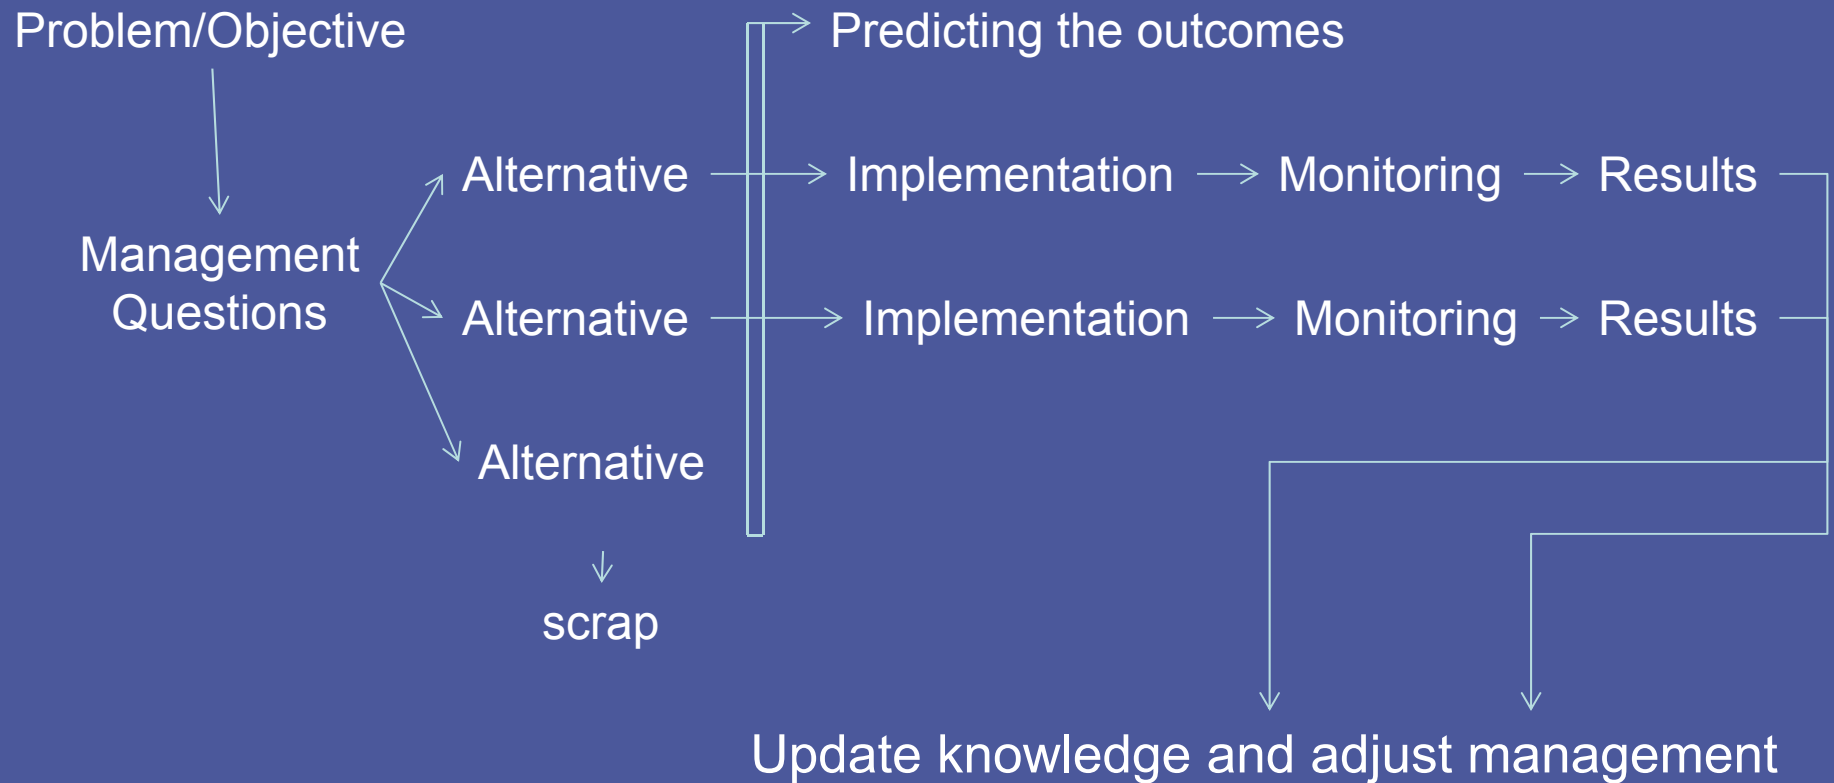 Problem/Objective
Predicting the outcomes
Alternative
Implementation
Monitoring
Results
Management
Questions
Alternative
Implementation
Monitoring
Results
Alternative
scrap
Update knowledge and adjust management